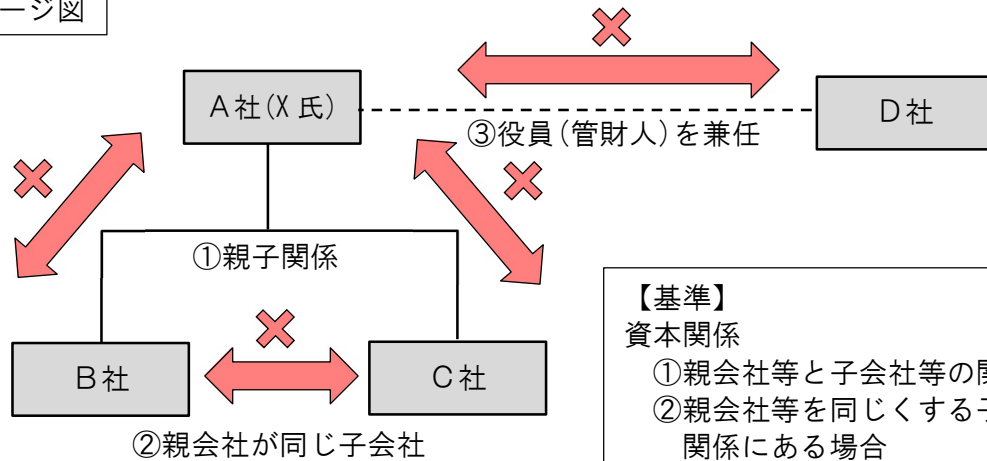 ージ図
A社(X氏)
D社
③役員(管財人)を兼任
①親子関係
B社
C社
②親会社が同じ子会社
【基準】
資本関係
①親会社等と子会社等の
②親会社等を同じくする
関係にある場合